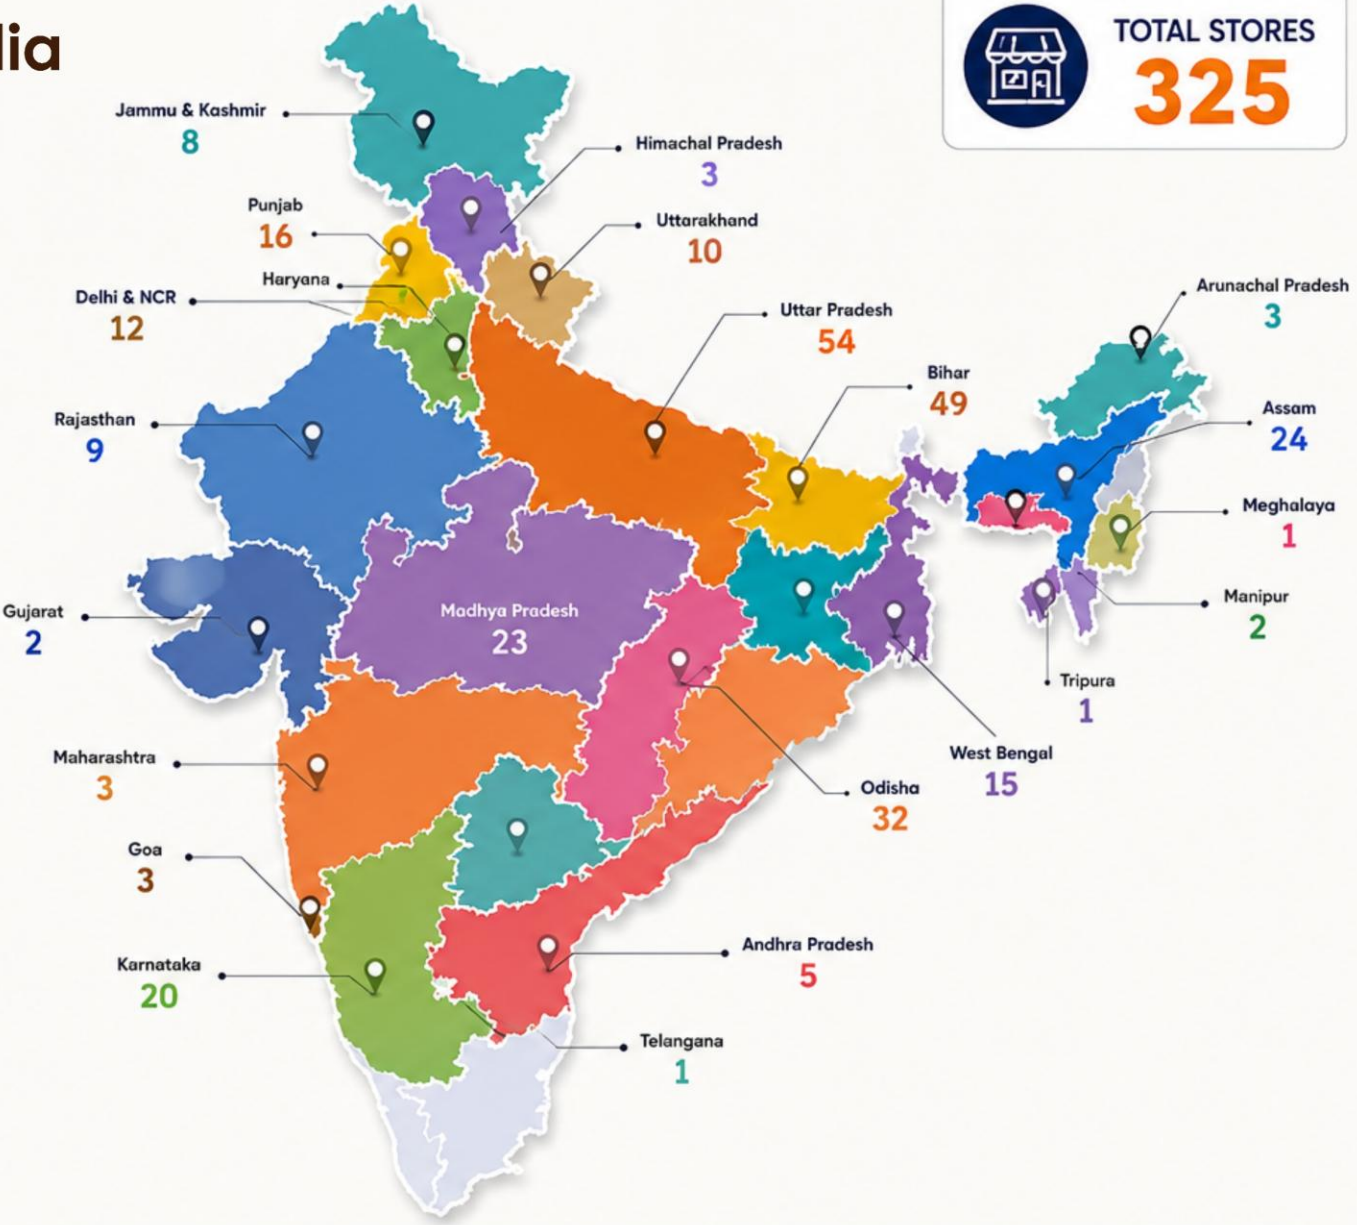 dia
TOTAL STORES
325
Jammu & Kashmir
8
Himachal Pradesh
3
Punjab
16
Uttarakhand
10
Haryana
Delhi & NCR
12
Arunachal Pradesh
3
Uttar Pradesh
54
Bihar
49
Rajasthan
9
Assam
24
Meghalaya
1
Madhya Pradesh
23
Gujarat
2
Manipur
2
Tripura
1
West Bengal
15
Maharashtra
3
Odisha
32
Goa
3
Andhra Pradesh
5
Karnataka
20
Telangana
1